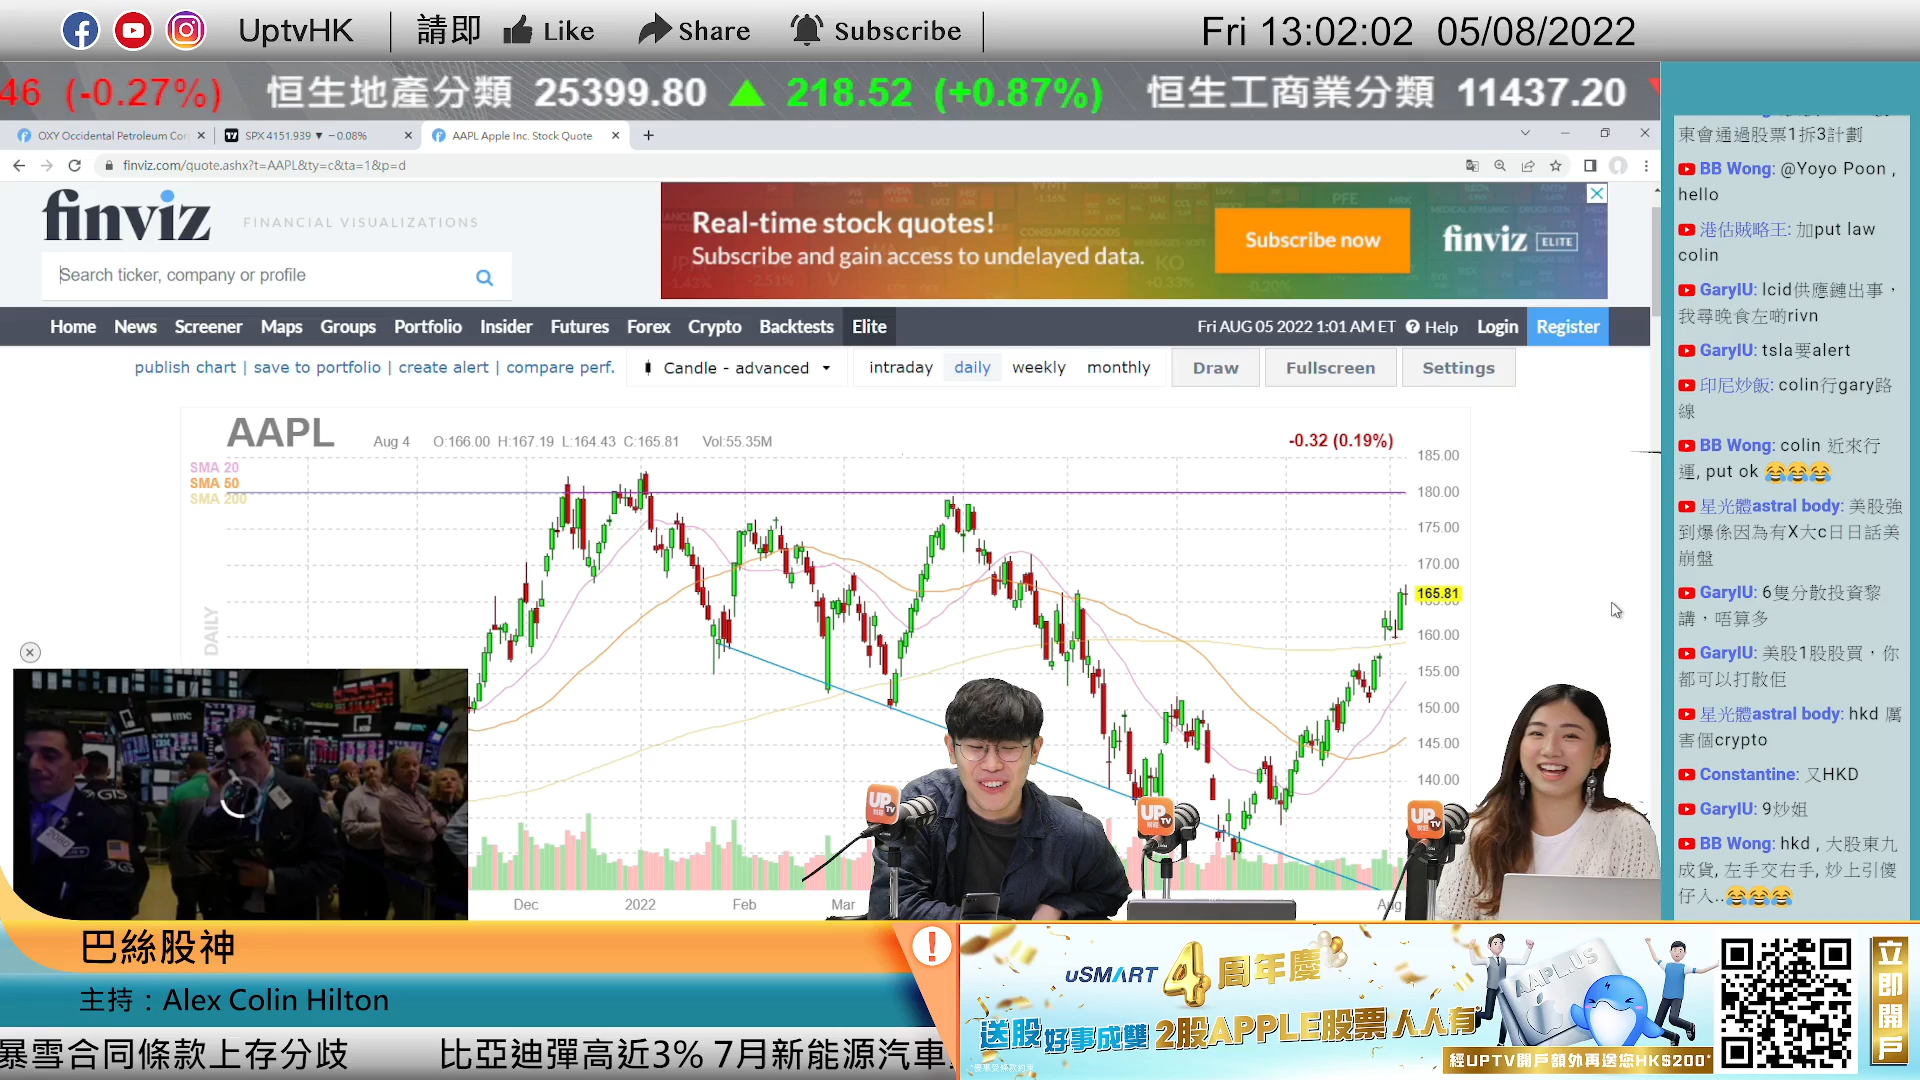 UptvHK
請即
Like
Share
Subscribe
Fri 13:02:02 05/08/2022
46 (-0.27%)
恒生地產分類 25399.80 ▲ 218.52 (+0.87%)
恒生工商業分類 11437.20
OXY Occidental Petroleum Cor
SPX 4151.939 ▼ −0.08%
AAPL Apple Inc. Stock Quote
finviz.com/quote.ashx?t=AAPL&ty=c&ta=1&p=d
finviz
FINANCIAL VISUALIZATIONS
Search ticker, company or profile
Real-time stock quotes!
Subscribe and gain access to undelayed data.
Subscribe now
finviz ELITE
Home News Screener Maps Groups Portfolio Insider Futures Forex Crypto Backtests Elite
Fri AUG 05 2022 1:01 AM ET
Help
Login
Register
publish chart | save to portfolio | create alert | compare perf.
Candle - advanced
intraday daily weekly monthly
Draw
Fullscreen
Settings
AAPL
Aug 4 O:166.00 H:167.19 L:164.43 C:165.81 Vol:55.35M
-0.32 (0.19%)
SMA 20
SMA 50
SMA 200
DAILY
185.00
180.00
175.00
170.00
165.81
165.00
160.00
155.00
150.00
145.00
140.00
Dec
2022
Feb
Mar
Aug
GTS
UP
UP
UP
東會通過股票1拆3計劃
BB Wong: @Yoyo Poon ,
hello
港估賊略王: 加put law
colin
GaryIU: lcid供應鏈出事，
我尋晚食左啲rivn
GaryIU: tsla要alert
印尼炒飯: colin行gary路
線
BB Wong: colin 近來行
運, put ok 😂😂😂
星光體astral body: 美股強
到爆係因為有X大c日日話美
崩盤
GaryIU: 6隻分散投資黎
講，唔算多
GaryIU: 美股1股股買，你
都可以打散佢
星光體astral body: hkd 厲
害個crypto
Constantine: 又HKD
GaryIU: 9炒姐
BB Wong: hkd , 大股東九
成貨, 左手交右手, 炒上引傻
仔入..😂😂😂
巴絲股神
主持：Alex Colin Hilton
暴雪合同條款上存分歧
比亞迪彈高近3% 7月新能源汽車
uSMART 4周年慶
送股好事成雙 2股APPLE股票人人有*
AAPL.US
經UPTV開戶額外再送您HK$200*
立即開戶